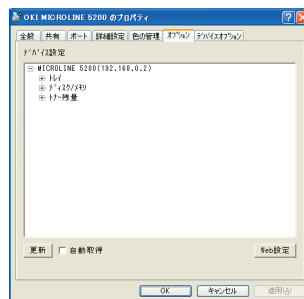 OKI MICROLINE 5200 のプロパティ
全般 共有 ポート 詳細設定 色の管理 オプション デバイスオプション
デバイス設定
MICROLINE 5200(192.168.0.2)
トレイ
ディスク/メモリ
トナー残量
更新 自動取得 Web設定
OK キャンセル 適用(A)